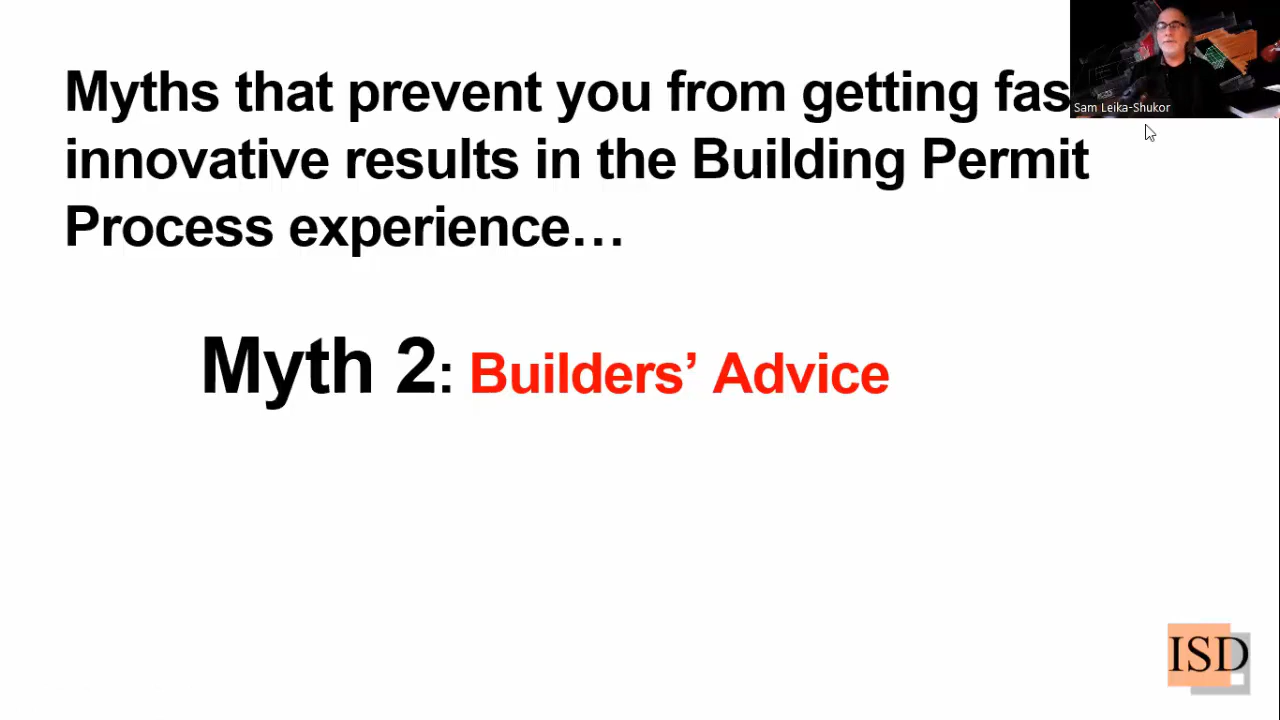 Myths that prevent you from getting fas
innovative results in the Building Permit
Process experience…
Sam Leika-Shukor
Myth 2: Builders’ Advice
ISD